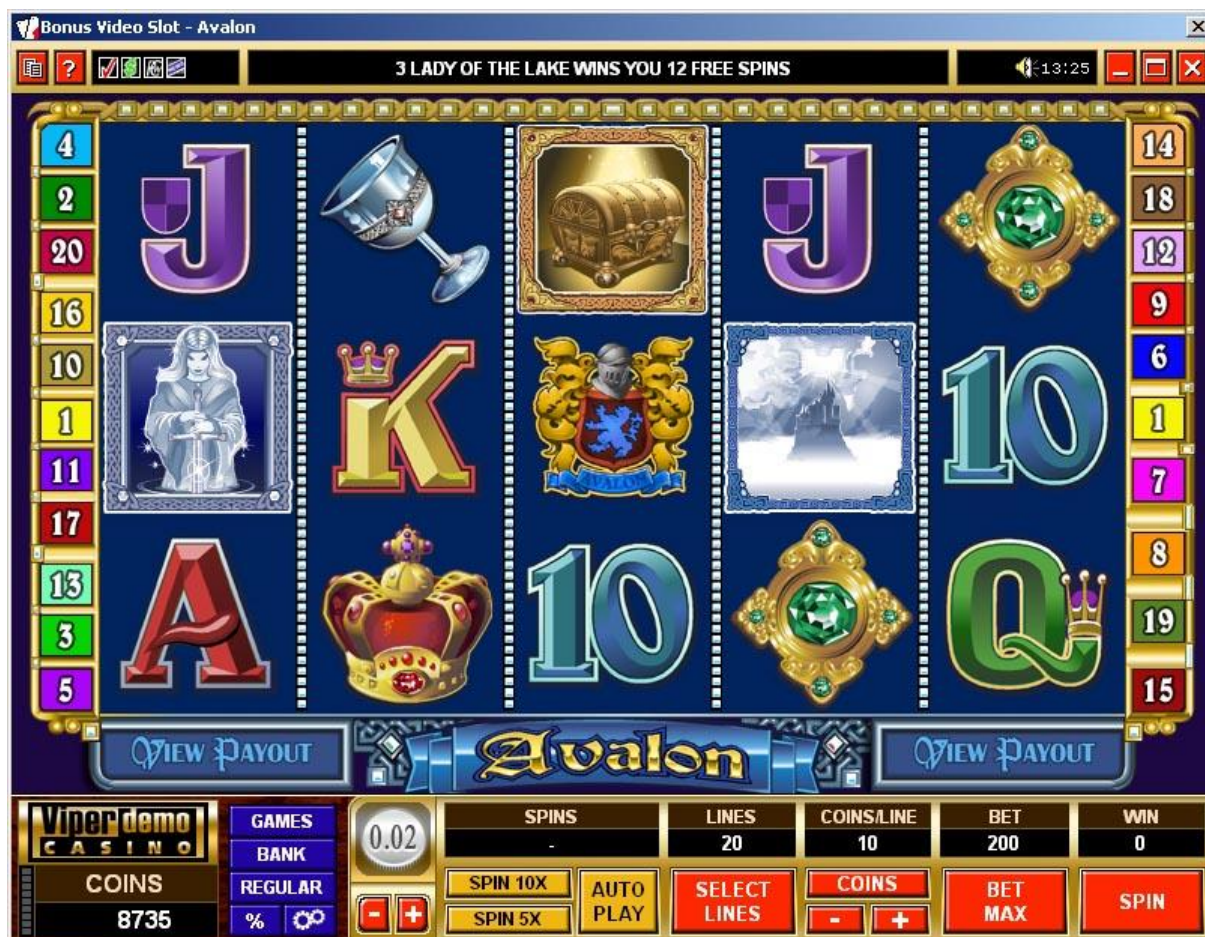 Bonus Video Slot - Avalon
?
3 LADY OF THE LAKE WINS YOU 12 FREE SPINS
13:25
4
2
20
16
10
1
11
17
13
3
5
J
J
K
AVALON
10
A
10
Q
14
18
12
9
6
1
7
8
19
15
VIEW PAYOUT
Avalon
VIEW PAYOUT
Viper demo
CASINO
COINS
8735
GAMES
BANK
REGULAR
%
0.02
- +
SPINS
-
LINES
20
COINS/LINE
10
BET
200
WIN
0
SPIN 10X
SPIN 5X
AUTO
PLAY
SELECT
LINES
COINS
- +
BET
MAX
SPIN